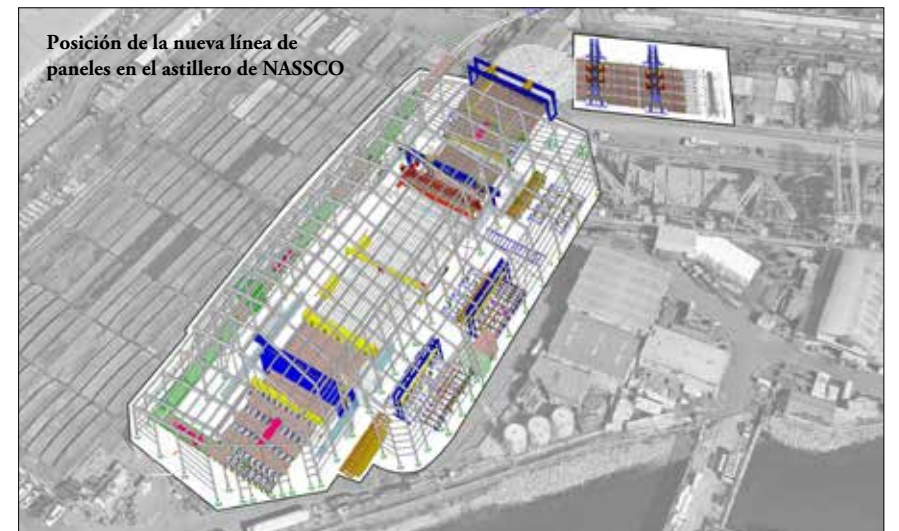 Posición de la nueva línea de
paneles en el astillero de NASSCO